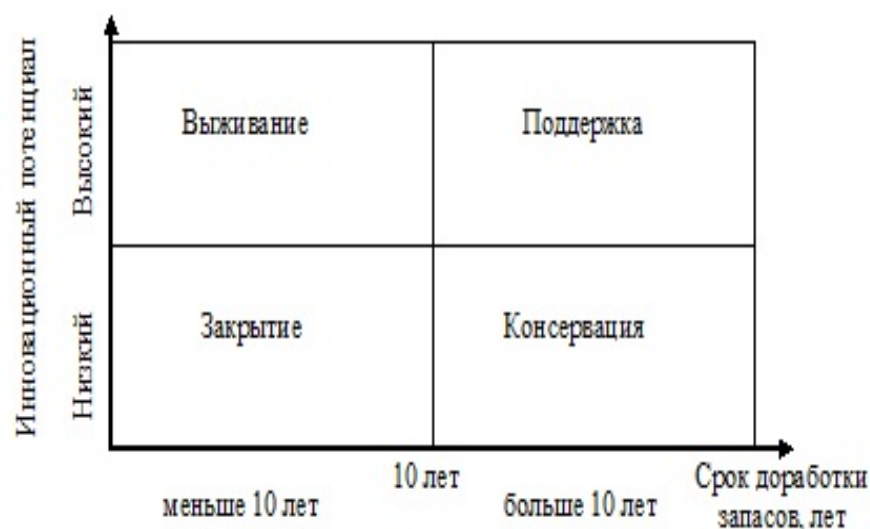 Инновационный потенциал
Высокий
Низкий
Выживание
Поддержка
Закрытие
Консервация
10 лет
меньше 10 лет
больше 10 лет
Срок доработки
запасов, лет